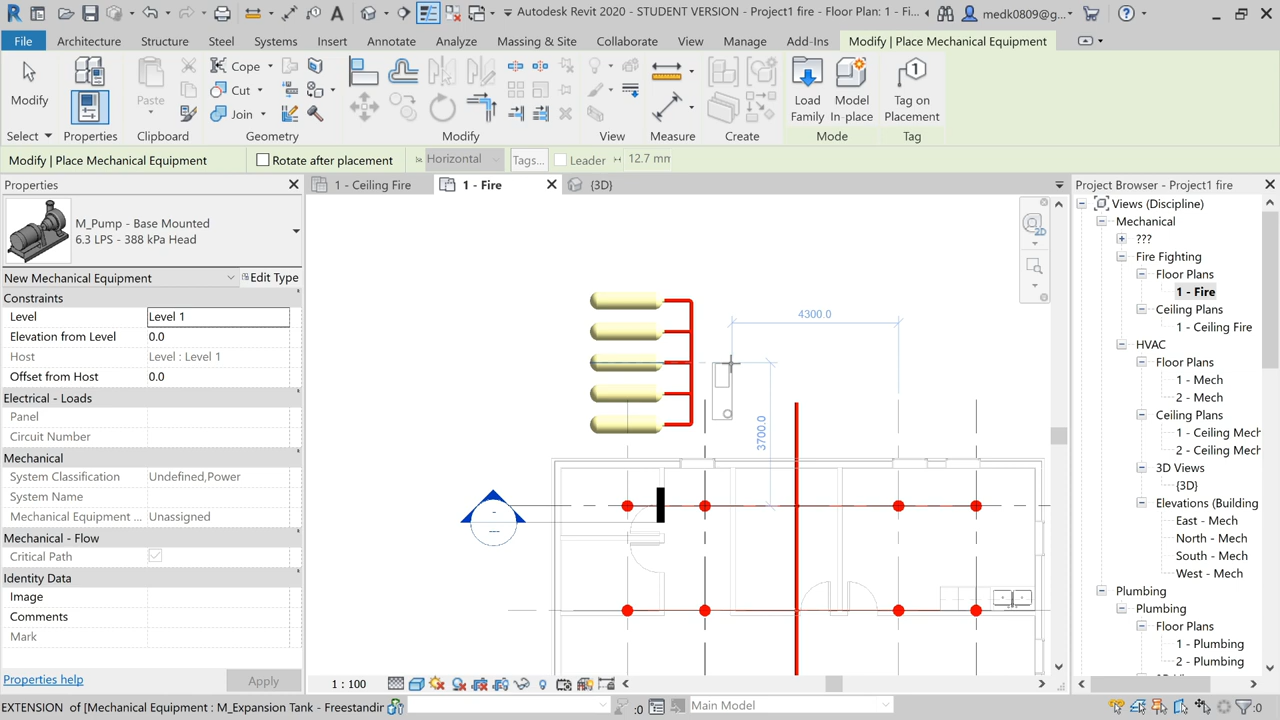 Autodesk Revit 2020 - STUDENT VERSION - Project1 fire - Floor Plan: 1 - Fi...
medk0809@g...
File Architecture Structure Steel Systems Insert Annotate Analyze Massing & Site Collaborate View Manage Add-Ins Modify | Place Mechanical Equipment
Modify
Paste
Cope
Cut
Join
Load Family
Model In-place
Tag on Placement
Select Properties Clipboard Geometry Modify View Measure Create Mode Tag
Modify | Place Mechanical Equipment Rotate after placement Horizontal Tags... Leader 12.7 mm
Properties
M_Pump - Base Mounted
6.3 LPS - 388 kPa Head
New Mechanical Equipment Edit Type
Constraints
Level Level 1
Elevation from Level 0.0
Host Level : Level 1
Offset from Host 0.0
Electrical - Loads
Panel
Circuit Number
Mechanical
System Classification Undefined,Power
System Name
Mechanical Equipment ... Unassigned
Mechanical - Flow
Critical Path
Identity Data
Image
Comments
Mark
Properties help Apply
1 - Ceiling Fire 1 - Fire {3D}
2D
4300.0
3700.0
1 : 100
Project Browser - Project1 fire
Views (Discipline)
Mechanical
???
Fire Fighting
Floor Plans
1 - Fire
Ceiling Plans
1 - Ceiling Fire
HVAC
Floor Plans
1 - Mech
2 - Mech
Ceiling Plans
1 - Ceiling Mech
2 - Ceiling Mech
3D Views
{3D}
Elevations (Building
East - Mech
North - Mech
South - Mech
West - Mech
Plumbing
Plumbing
Floor Plans
1 - Plumbing
2 - Plumbing
EXTENSION of [Mechanical Equipment : M_Expansion Tank - Freestandir :0 Main Model :0